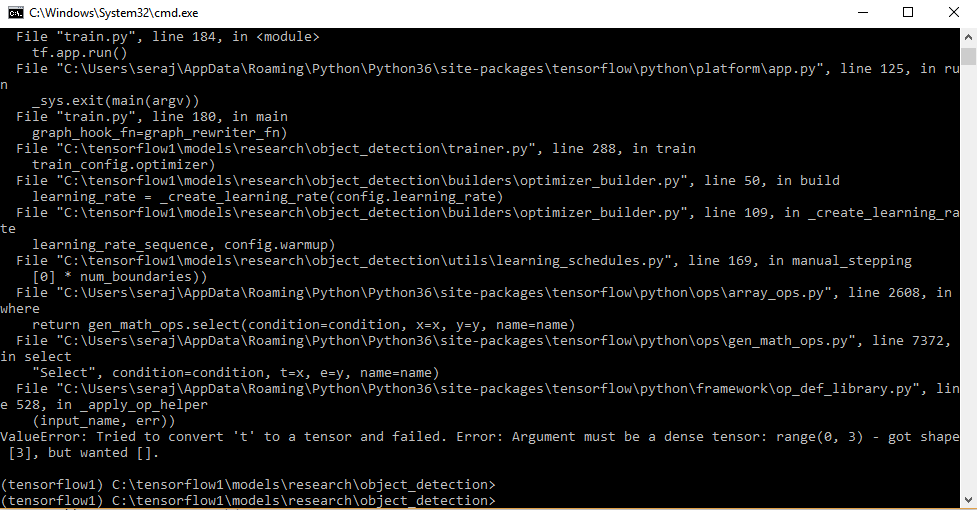 C:\Windows\System32\cmd.exe
File "train.py", line 184, in <module>
tf.app.run()
File "C:\Users\seraj\AppData\Roaming\Python\Python36\site-packages\tensorflow\python\platform\app.py", line 125, in ru
n
_sys.exit(main(argv))
File "train.py", line 180, in main
graph_hook_fn=graph_rewriter_fn)
File "C:\tensorflow1\models\research\object_detection\trainer.py", line 288, in train
train_config.optimizer)
File "C:\tensorflow1\models\research\object_detection\builders\optimizer_builder.py", line 50, in build
learning_rate = _create_learning_rate(config.learning_rate)
File "C:\tensorflow1\models\research\object_detection\builders\optimizer_builder.py", line 109, in _create_learning_ra
te
learning_rate_sequence, config.warmup)
File "C:\tensorflow1\models\research\object_detection\utils\learning_schedules.py", line 169, in manual_stepping
[0] * num_boundaries))
File "C:\Users\seraj\AppData\Roaming\Python\Python36\site-packages\tensorflow\python\ops\array_ops.py", line 2608, in
where
return gen_math_ops.select(condition=condition, x=x, y=y, name=name)
File "C:\Users\seraj\AppData\Roaming\Python\Python36\site-packages\tensorflow\python\ops\gen_math_ops.py", line 7372,
in select
"Select", condition=condition, t=x, e=y, name=name)
File "C:\Users\seraj\AppData\Roaming\Python\Python36\site-packages\tensorflow\python\framework\op_def_library.py", lin
e 528, in _apply_op_helper
(input_name, err))
ValueError: Tried to convert 't' to a tensor and failed. Error: Argument must be a dense tensor: range(0, 3) - got shape
[3], but wanted [].
(tensorflow1) C:\tensorflow1\models\research\object_detection>
(tensorflow1) C:\tensorflow1\models\research\object_detection>